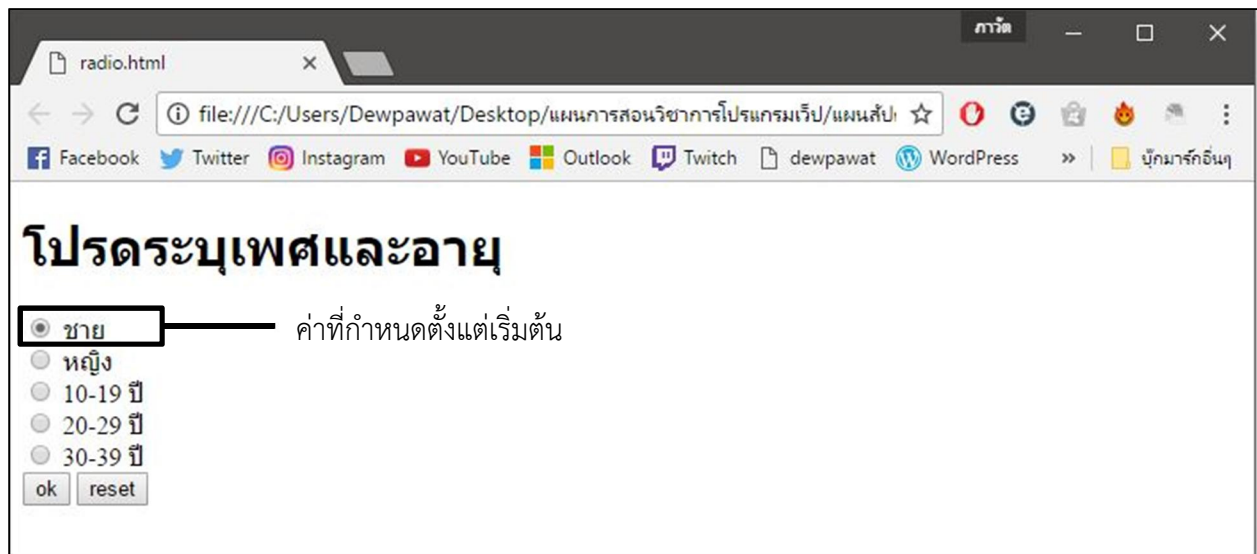 ภาวัต
radio.html
file:///C:/Users/Dewpawat/Desktop/แผนการสอนวิชาการโปรแกรมเว็ป/แผนสัป
Facebook Twitter Instagram YouTube Outlook Twitch dewpawat WordPress » บุ๊กมาร์กอื่นๆ
โปรดระบุเพศและอายุ
ชาย ค่าที่กำหนดตั้งแต่เริ่มต้น
หญิง
10-19 ปี
20-29 ปี
30-39 ปี
ok reset